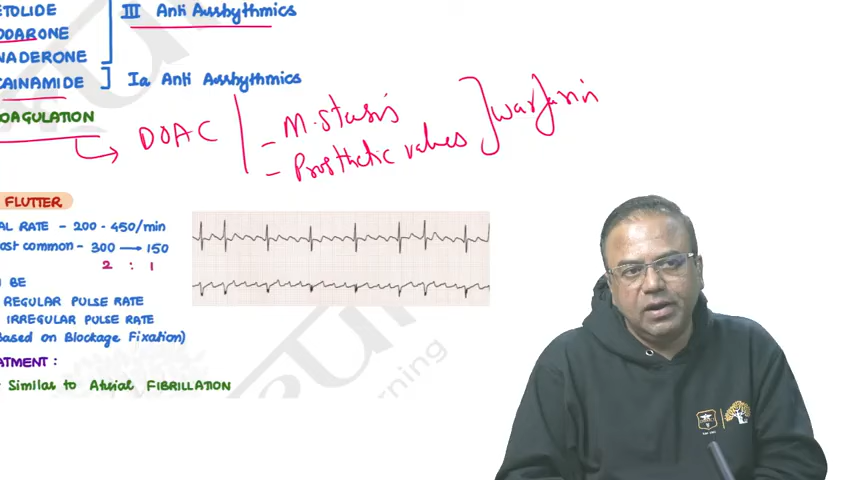 ETOLIDE
III Anti Arrhythmics
DOARONE
NADERONE
CAINAMIDE
Ia Anti Arrhythmics
OAGULATION
DOAC
M. Stasis
= Prosthetic valves
warfarin
FLUTTER
AL RATE - 200 - 450/min
ost common - 300 → 150
2 : 1
BE
REGULAR PULSE RATE
IRREGULAR PULSE RATE
Based on Blockage Fixation)
ATMENT :
Similar to Atrial FIBRILLATION